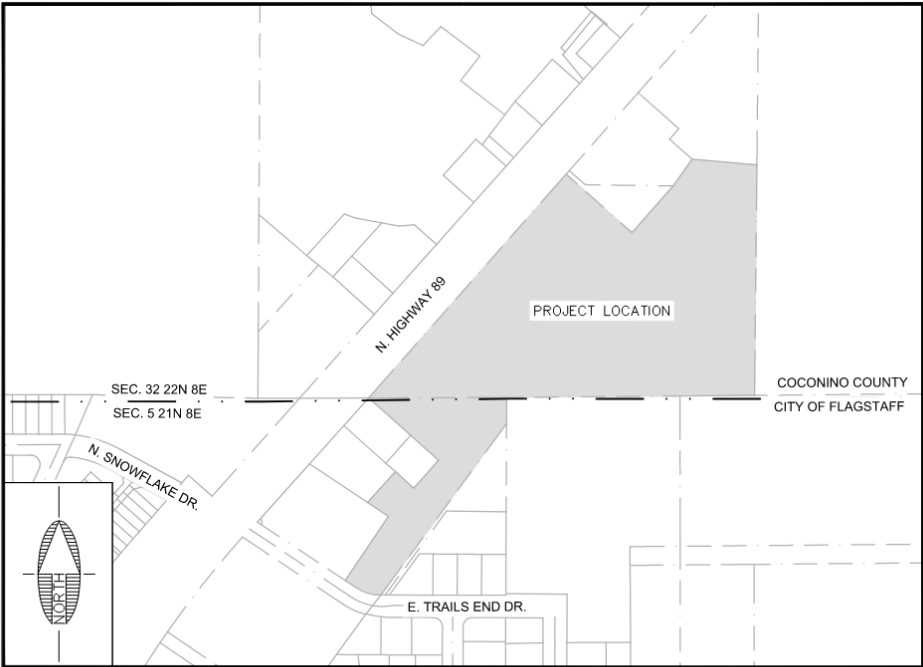 N. HIGHWAY 89
PROJECT LOCATION
SEC. 32 22N 8E
SEC. 5 21N 8E
COCONINO COUNTY
CITY OF FLAGSTAFF
N. SNOWFLAKE DR.
NORTH
E. TRAILS END DR.